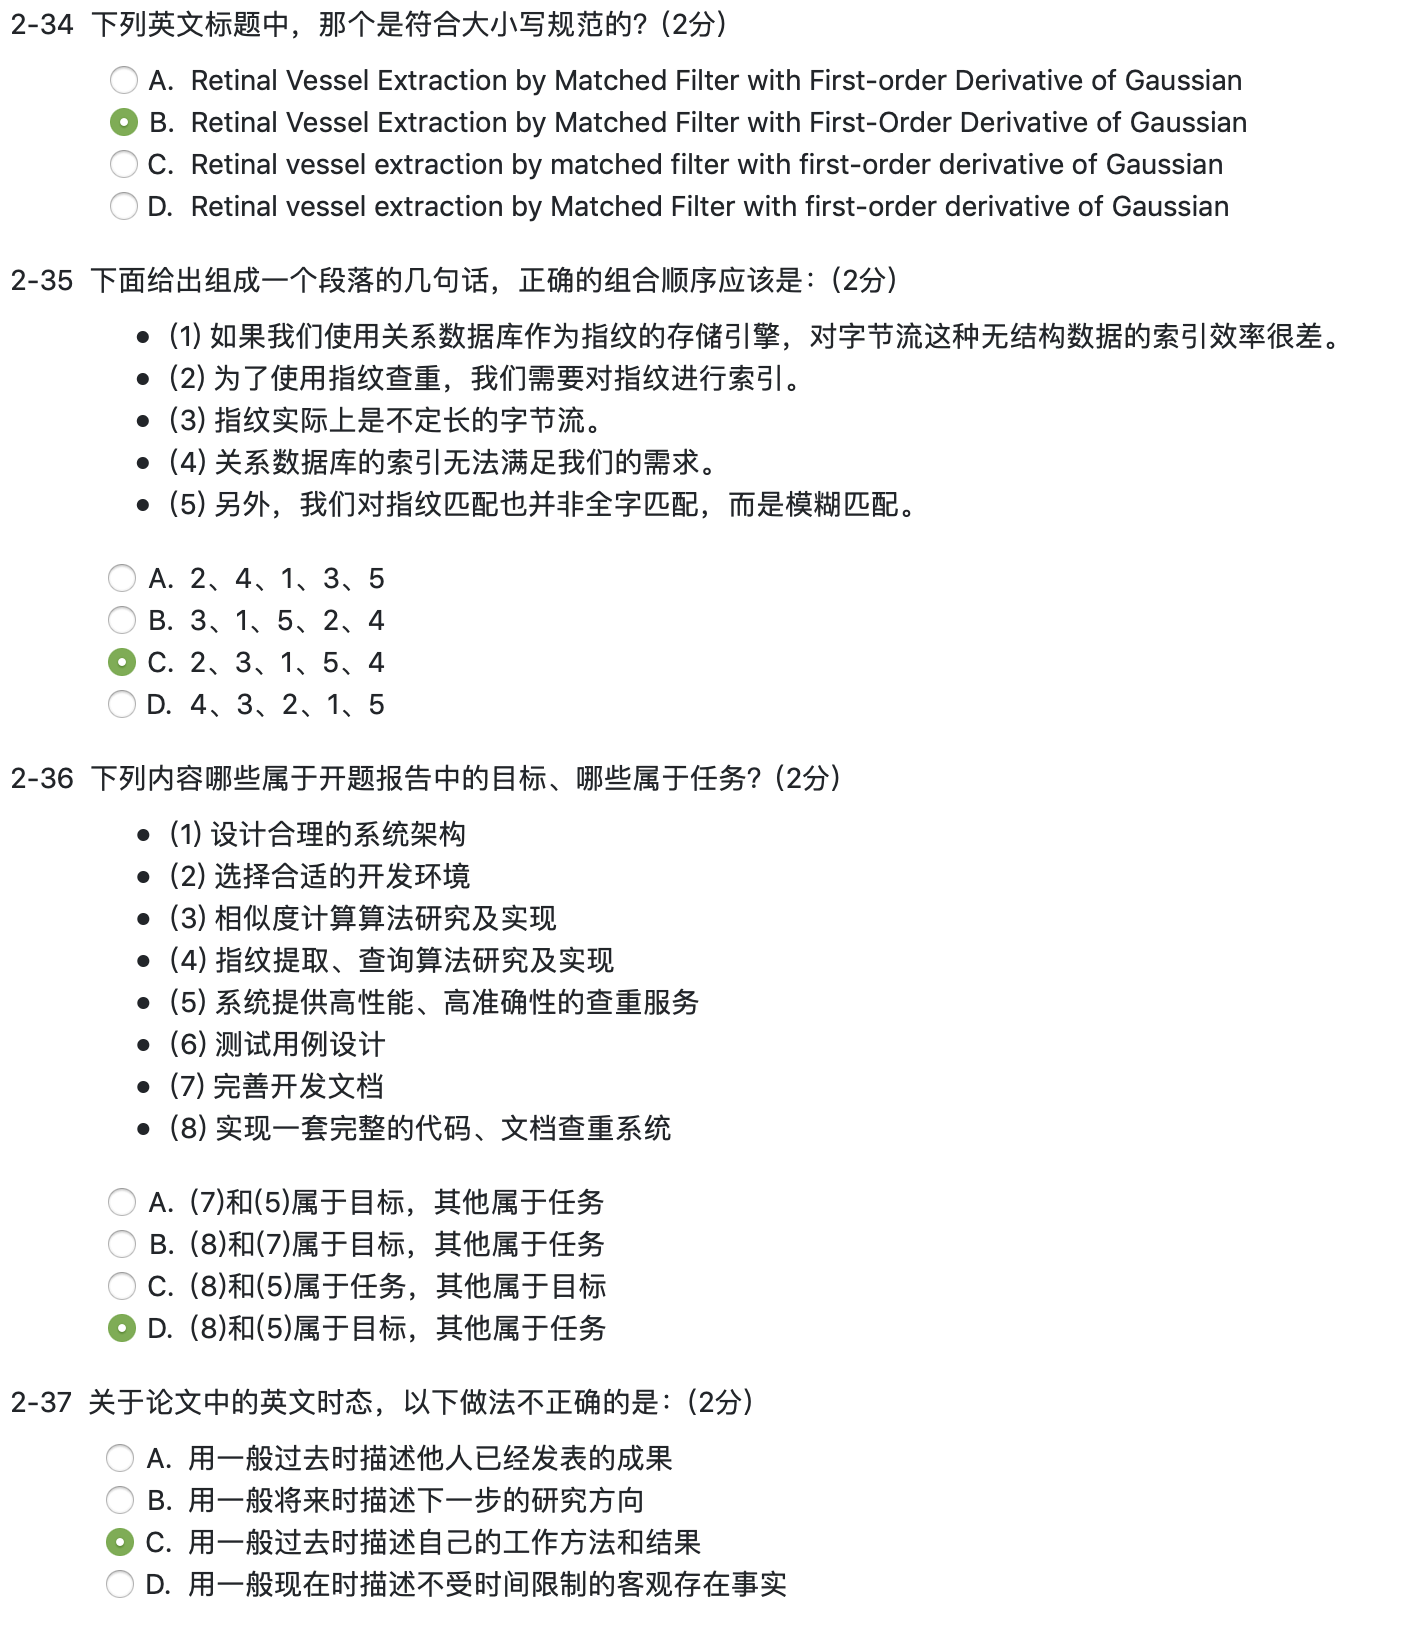 2-34 下列英文标题中，那个是符合大小写规范的？(2分)
A. Retinal Vessel Extraction by Matched Filter with First-order Derivative of Gaussian
B. Retinal Vessel Extraction by Matched Filter with First-Order Derivative of Gaussian
C. Retinal vessel extraction by matched filter with first-order derivative of Gaussian
D. Retinal vessel extraction by Matched Filter with first-order derivative of Gaussian
2-35 下面给出组成一个段落的几句话，正确的组合顺序应该是：(2分)
(1) 如果我们使用关系数据库作为指纹的存储引擎，对字节流这种无结构数据的索引效率很差。
(2) 为了使用指纹查重，我们需要对指纹进行索引。
(3) 指纹实际上是不定长的字节流。
(4) 关系数据库的索引无法满足我们的需求。
(5) 另外，我们对指纹匹配也并非全字匹配，而是模糊匹配。
A. 2、4、1、3、5
B. 3、1、5、2、4
C. 2、3、1、5、4
D. 4、3、2、1、5
2-36 下列内容哪些属于开题报告中的目标、哪些属于任务？(2分)
(1) 设计合理的系统架构
(2) 选择合适的开发环境
(3) 相似度计算算法研究及实现
(4) 指纹提取、查询算法研究及实现
(5) 系统提供高性能、高准确性的查重服务
(6) 测试用例设计
(7) 完善开发文档
(8) 实现一套完整的代码、文档查重系统
A. (7)和(5)属于目标，其他属于任务
B. (8)和(7)属于目标，其他属于任务
C. (8)和(5)属于任务，其他属于目标
D. (8)和(5)属于目标，其他属于任务
2-37 关于论文中的英文时态，以下做法不正确的是：(2分)
A. 用一般过去时描述他人已经发表的成果
B. 用一般将来时描述下一步的研究方向
C. 用一般过去时描述自己的工作方法和结果
D. 用一般现在时描述不受时间限制的客观存在事实